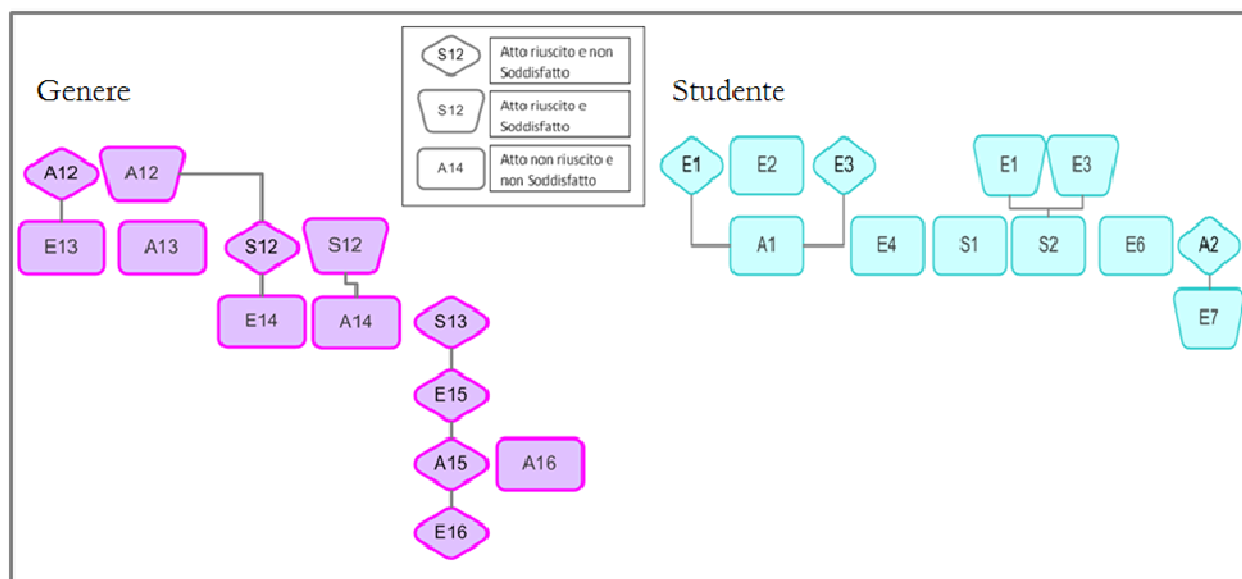 S12
Atto riuscito e non
Soddisfatto
S12
Atto riuscito e
Soddisfatto
A14
Atto non riuscito e
non Soddisfatto
Genere
A12
A12
E13
A13
S12
S12
E14
A14
S13
E15
A15
A16
E16
Studente
E1
E2
E3
E1
E3
A1
E4
S1
S2
E6
A2
E7